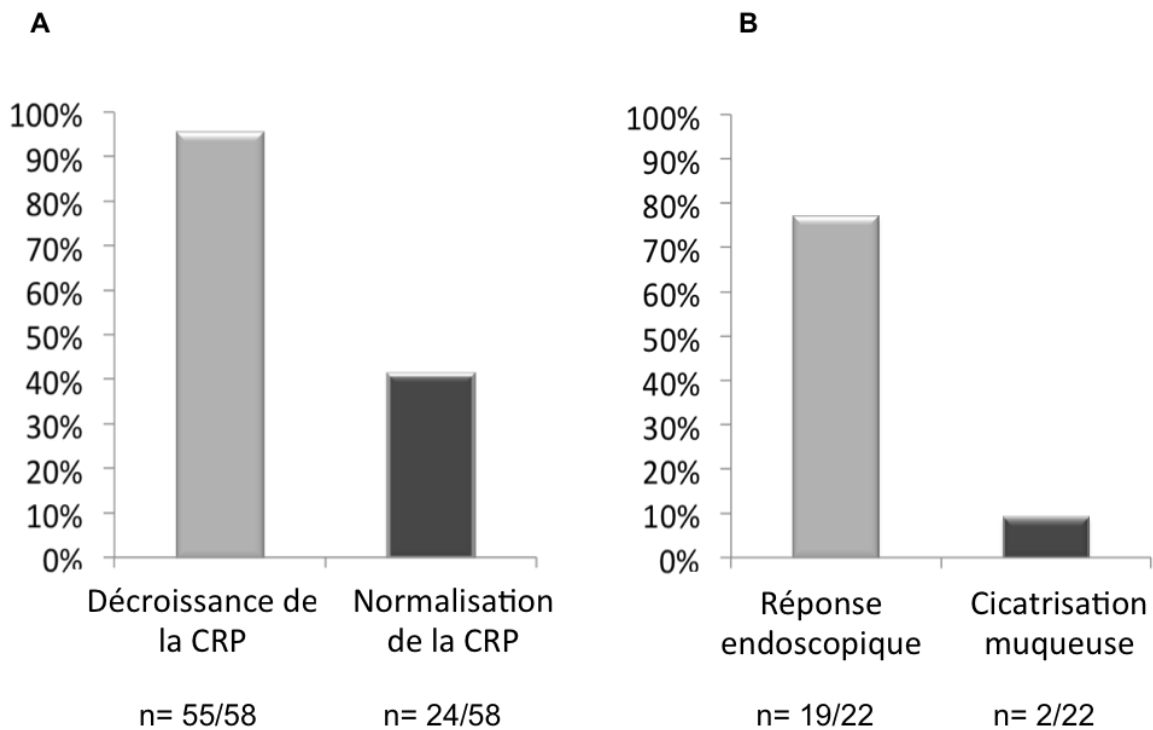 A
100%
90%
80%
70%
60%
50%
40%
30%
20%
10%
0%
Décroissance de
la CRP
Normalisation
de la CRP
n= 55/58
n= 24/58
B
100%
90%
80%
70%
60%
50%
40%
30%
20%
10%
0%
Réponse
endoscopique
Cicatrisation
muqueuse
n= 19/22
n= 2/22